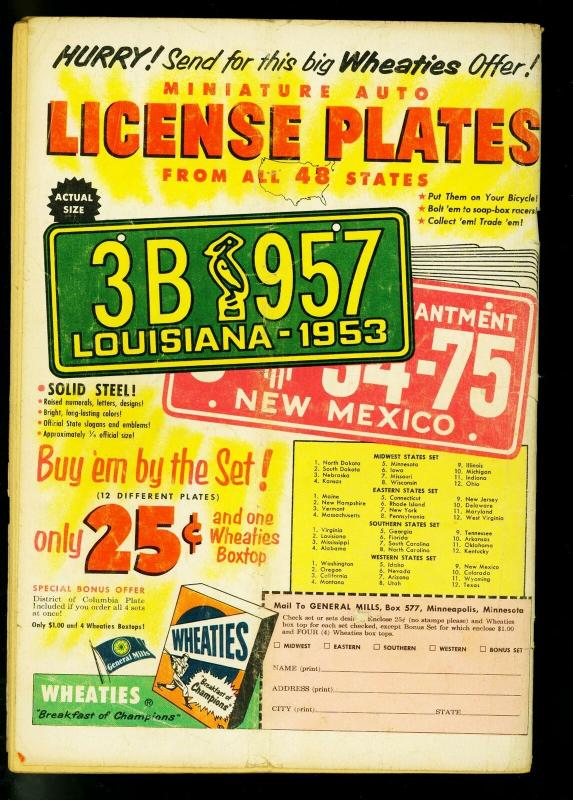 HURRY! Send for this big Wheaties Offer!
MINIATURE AUTO
LICENSE PLATES
FROM ALL 48 STATES
ACTUAL
SIZE
★ Put Them on Your Bicycle!
★ Bolt 'em to soap-box racers!
★ Collect 'em! Trade 'em!
3B 957
LOUISIANA-1953
ANTMENT
54-75
NEW MEXICO
• SOLID STEEL!
• Raised numerals, letters, designs!
• Bright, long-lasting colors!
• Official State slogans and emblems!
• Approximately official size!
Buy 'em by the Set!
(12 DIFFERENT PLATES)
only 25¢ and one
Wheaties
Boxtop
SPECIAL BONUS OFFER
District of Columbia Plate
Included if you order all 4 sets
at once!
Only $1.00 and 4 Wheaties Boxtops!
General Mills
WHEATIES
"Breakfast of Champions"
WHEATIES ®
"Breakfast of Champions"
MIDWEST STATES SET
1. North Dakota 5. Minnesota 9. Illinois
2. South Dakota 6. Iowa 10. Michigan
3. Nebraska 7. Missouri 11. Indiana
4. Kansas 8. Wisconsin 12. Ohio
EASTERN STATES SET
1. Maine 5. Connecticut 9. New Jersey
2. New Hampshire 6. Rhode Island 10. Delaware
3. Vermont 7. New York 11. Maryland
4. Massachusetts 8. Pennsylvania 12. West Virginia
SOUTHERN STATES SET
1. Virginia 5. Georgia 9. Tennessee
2. Louisiana 6. Florida 10. Arkansas
3. Mississippi 7. South Carolina 11. Oklahoma
4. Alabama 8. North Carolina 12. Kentucky
WESTERN STATES SET
1. Washington 5. Idaho 9. New Mexico
2. Oregon 6. Nevada 10. Colorado
3. California 7. Arizona 11. Wyoming
4. Montana 8. Utah 12. Texas
Mail To GENERAL MILLS, Box 577, Minneapolis, Minnesota
Check set or sets desi Enclose 25¢ (no stamps please) and Wheaties
box top for each set checked, except Bonus Set for which enclose $1.00
and FOUR (4) Wheaties box tops.
□ MIDWEST □ EASTERN □ SOUTHERN □ WESTERN □ BONUS SET
NAME (print)
ADDRESS (print)
CITY (print) STATE